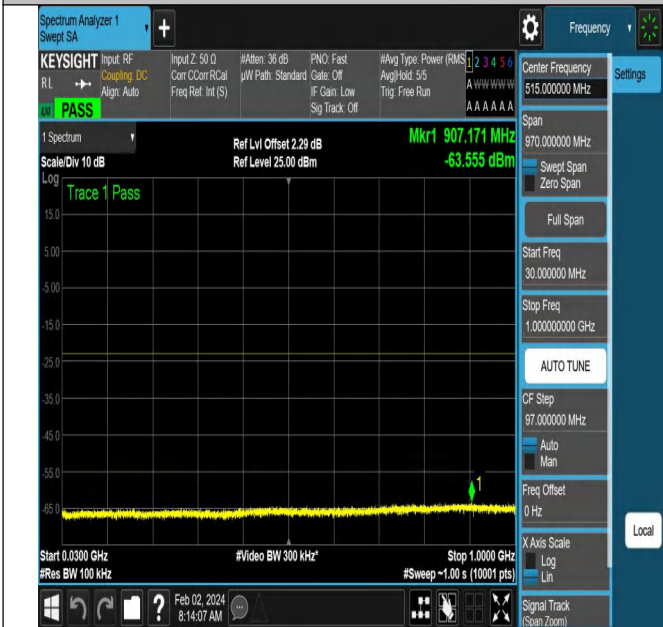 Spectrum Analyzer 1
Swept SA
+
Frequency
KEYSIGHT
RL
PASS
Input: RF
Coupling: DC
Align: Auto
Input Z: 50 Ω
Corr CCorr RCal
Freq Ref: Int (S)
#Atten: 36 dB
µW Path: Standard
PNO: Fast
Gate: Off
IF Gain: Low
Sig Track: Off
#Avg Type: Power (RMS
Avg|Hold: 5/5
Trig: Free Run
1 2 3 4 5 6
A W W W W W
A A A A A A
1 Spectrum
Scale/Div 10 dB
Ref Lvl Offset 2.29 dB
Ref Level 25.00 dBm
Mkr1 907.171 MHz
-63.555 dBm
Log
Trace 1 Pass
15.0
5.00
-5.00
-15.0
-25.0
-35.0
-45.0
-55.0
-65.0
1
Start 0.0300 GHz
#Res BW 100 kHz
#Video BW 300 kHz*
Stop 1.0000 GHz
#Sweep ~1.00 s (10001 pts)
Center Frequency
515.000000 MHz
Span
970.000000 MHz
Swept Span
Zero Span
Full Span
Start Freq
30.000000 MHz
Stop Freq
1.000000000 GHz
AUTO TUNE
CF Step
97.000000 MHz
Auto
Man
Freq Offset
0 Hz
X Axis Scale
Log
Lin
Signal Track
(Span Zoom)
Settings
Local
?
Feb 02, 2024
8:14:07 AM